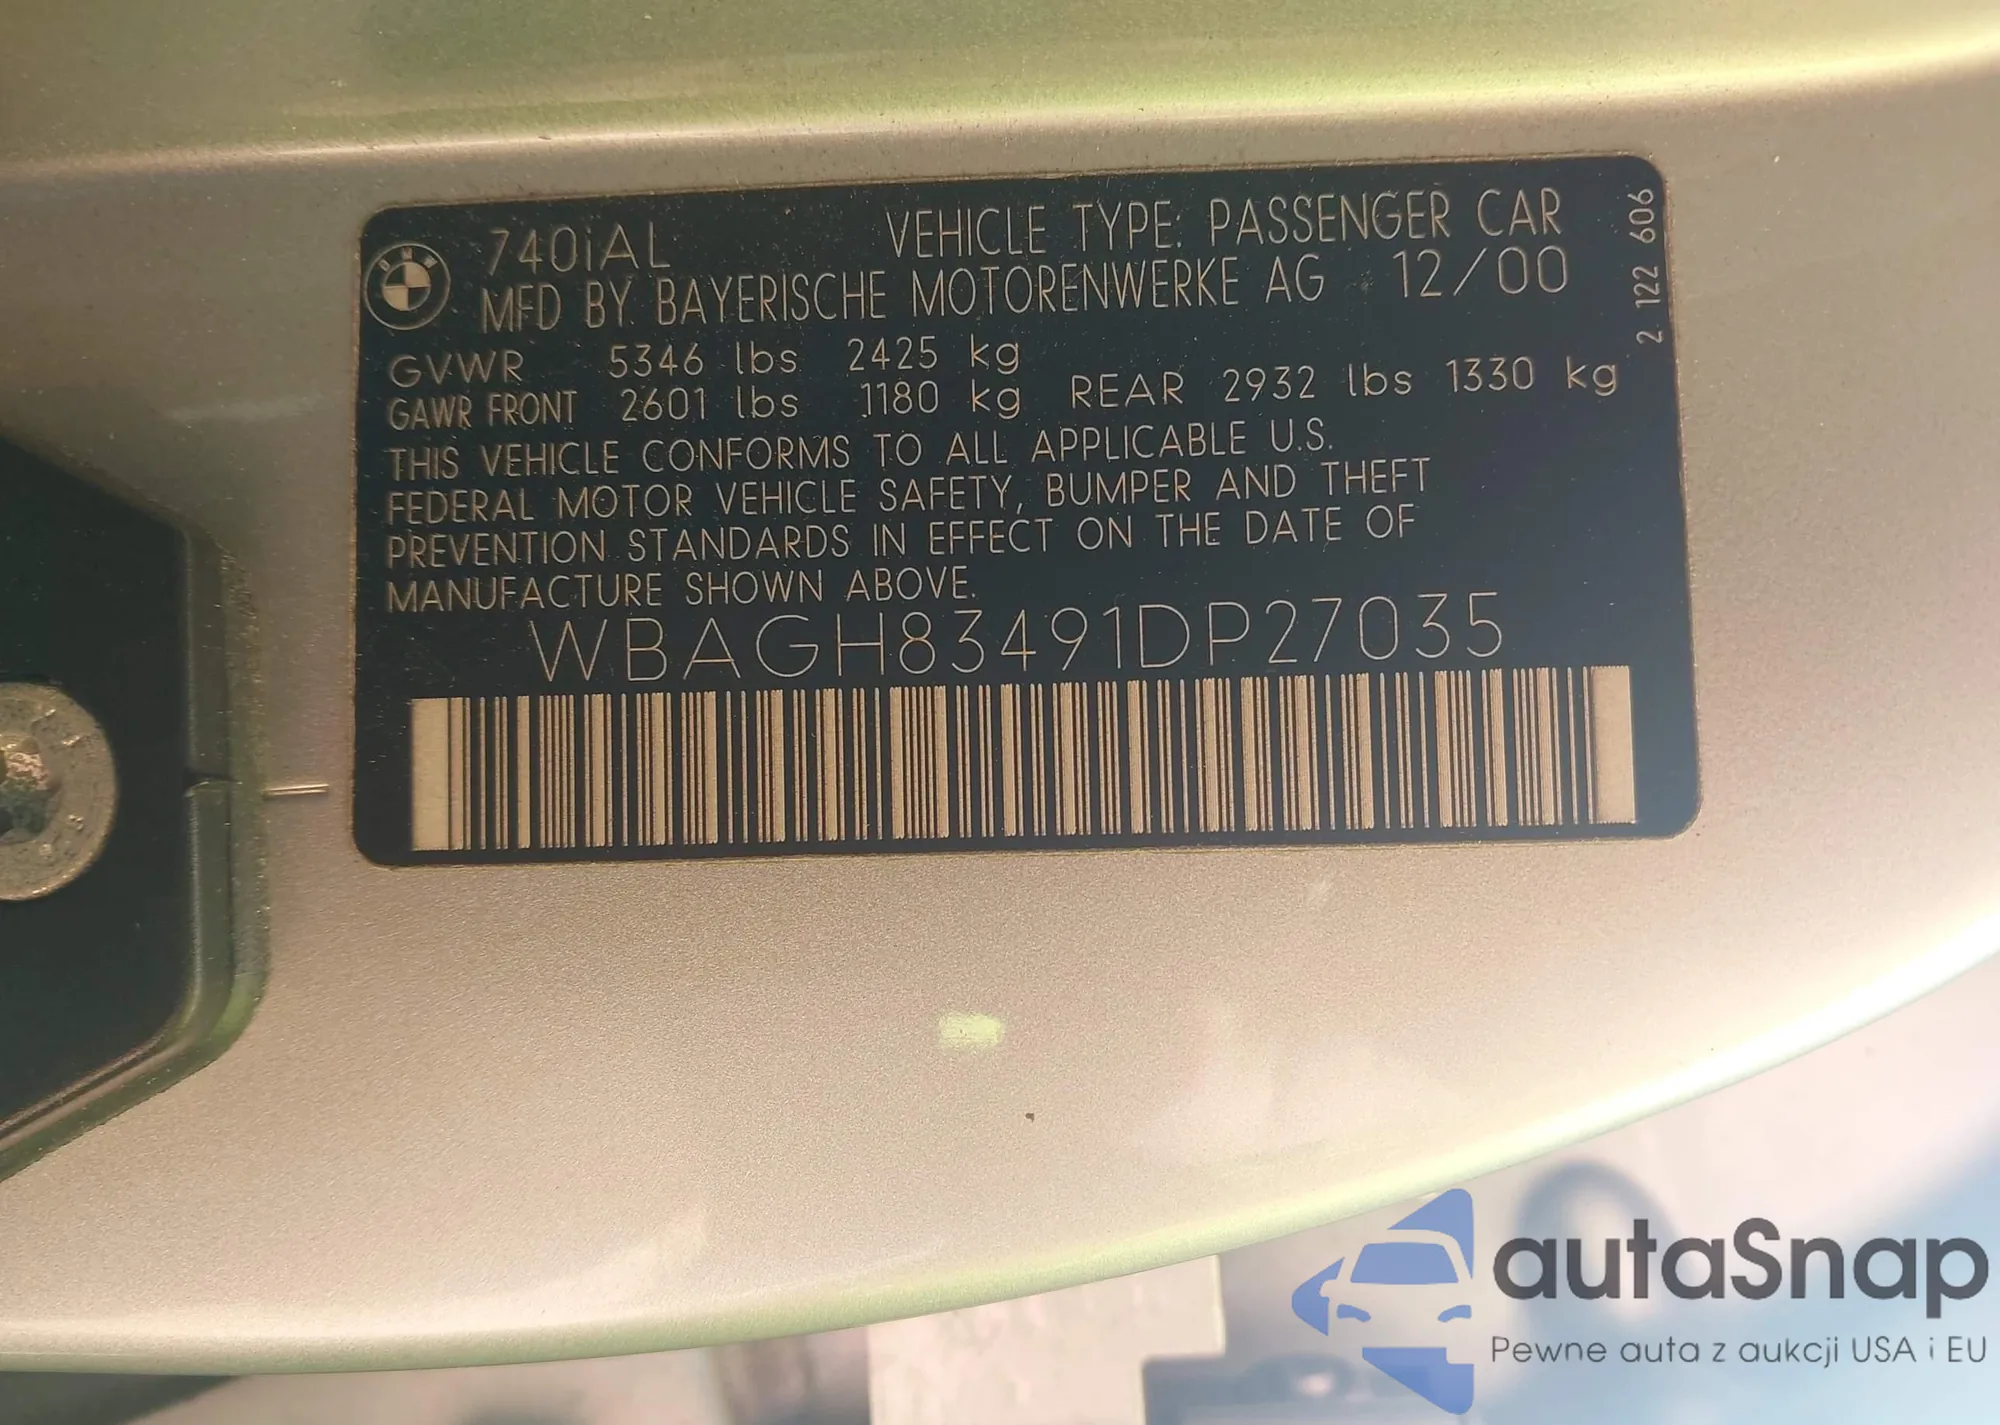 BMW
740iAL VEHICLE TYPE: PASSENGER CAR
MFD BY: BAYERISCHE MOTORENWERKE AG 12/00
2 122 606
GVWR 5346 lbs 2425 kg
GAWR FRONT 2601 lbs 1180 kg REAR 2932 lbs 1330 kg
THIS VEHICLE CONFORMS TO ALL APPLICABLE U.S.
FEDERAL MOTOR VEHICLE SAFETY, BUMPER AND THEFT
PREVENTION STANDARDS IN EFFECT ON THE DATE OF
MANUFACTURE SHOWN ABOVE.
WBAGH83491DP27035
autaSnap
Pewne auta z aukcji USA i EU